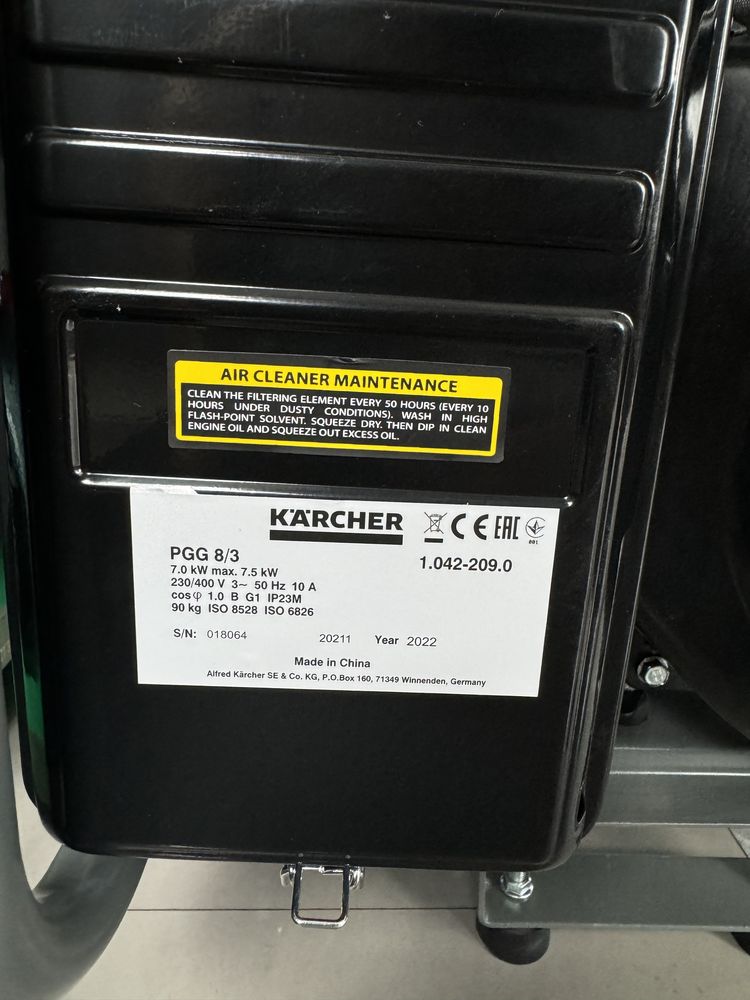 AIR CLEANER MAINTENANCE
CLEAN THE FILTERING ELEMENT EVERY 50 HOURS (EVERY 10
HOURS UNDER DUSTY CONDITIONS). WASH IN HIGH
FLASH-POINT SOLVENT. SQUEEZE DRY. THEN DIP IN CLEAN
ENGINE OIL AND SQUEEZE OUT EXCESS OIL.
KÄRCHER CE EAC
001
PGG 8/3 1.042-209.0
7.0 kW max. 7.5 kW
230/400 V 3~ 50 Hz 10 A
cos φ 1.0 B G1 IP23M
90 kg ISO 8528 ISO 6826
S/N: 018064 20211 Year 2022
Made in China
Alfred Kärcher SE & Co. KG, P.O.Box 160, 71349 Winnenden, Germany